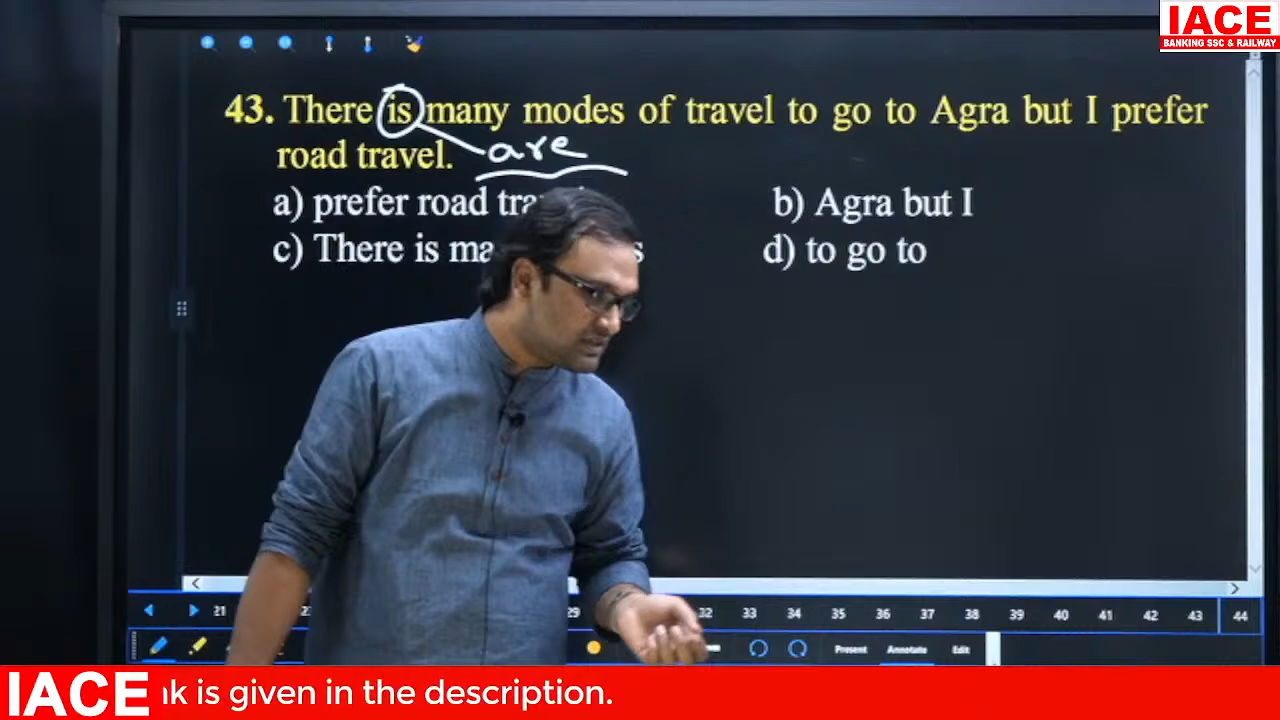 IACE
BANKING SSC & RAILWAY
43. There is many modes of travel to go to Agra but I prefer
are
road travel.
a) prefer road b) Agra but I
c) There is d) to go to
21 29 32 33 34 35 36 37 38 39 40 41 42 43 44
Present Annotate Edit
IACE is given in the description.